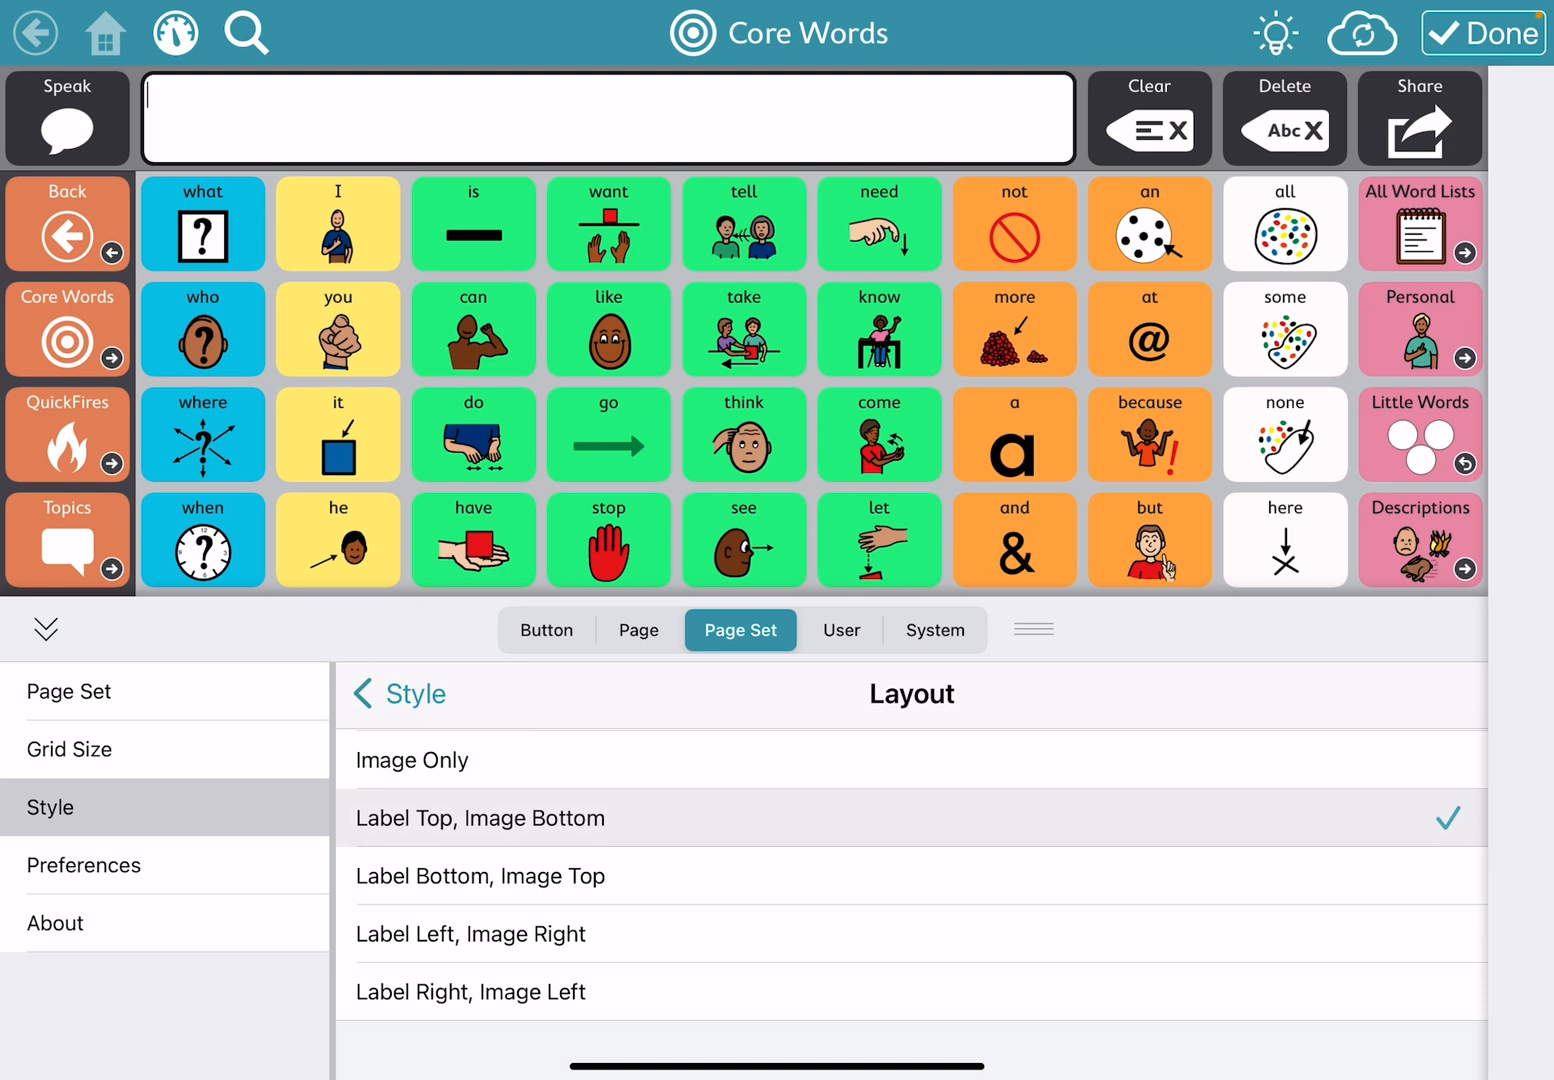 Core Words
Done
Speak
Clear
Delete
Abc X
Share
Back
what
?
I
is
want
tell
need
not
an
all
All Word Lists
Core Words
who
?
you
can
like
take
know
more
at
@
some
Personal
QuickFires
where
?
it
do
go
think
come
a
a
because
!
none
Little Words
Topics
when
?
he
have
stop
see
let
and
&
but
here
Descriptions
Button
Page
Page Set
User
System
Page Set
Grid Size
Style
Preferences
About
Style
Layout
Image Only
Label Top, Image Bottom
Label Bottom, Image Top
Label Left, Image Right
Label Right, Image Left